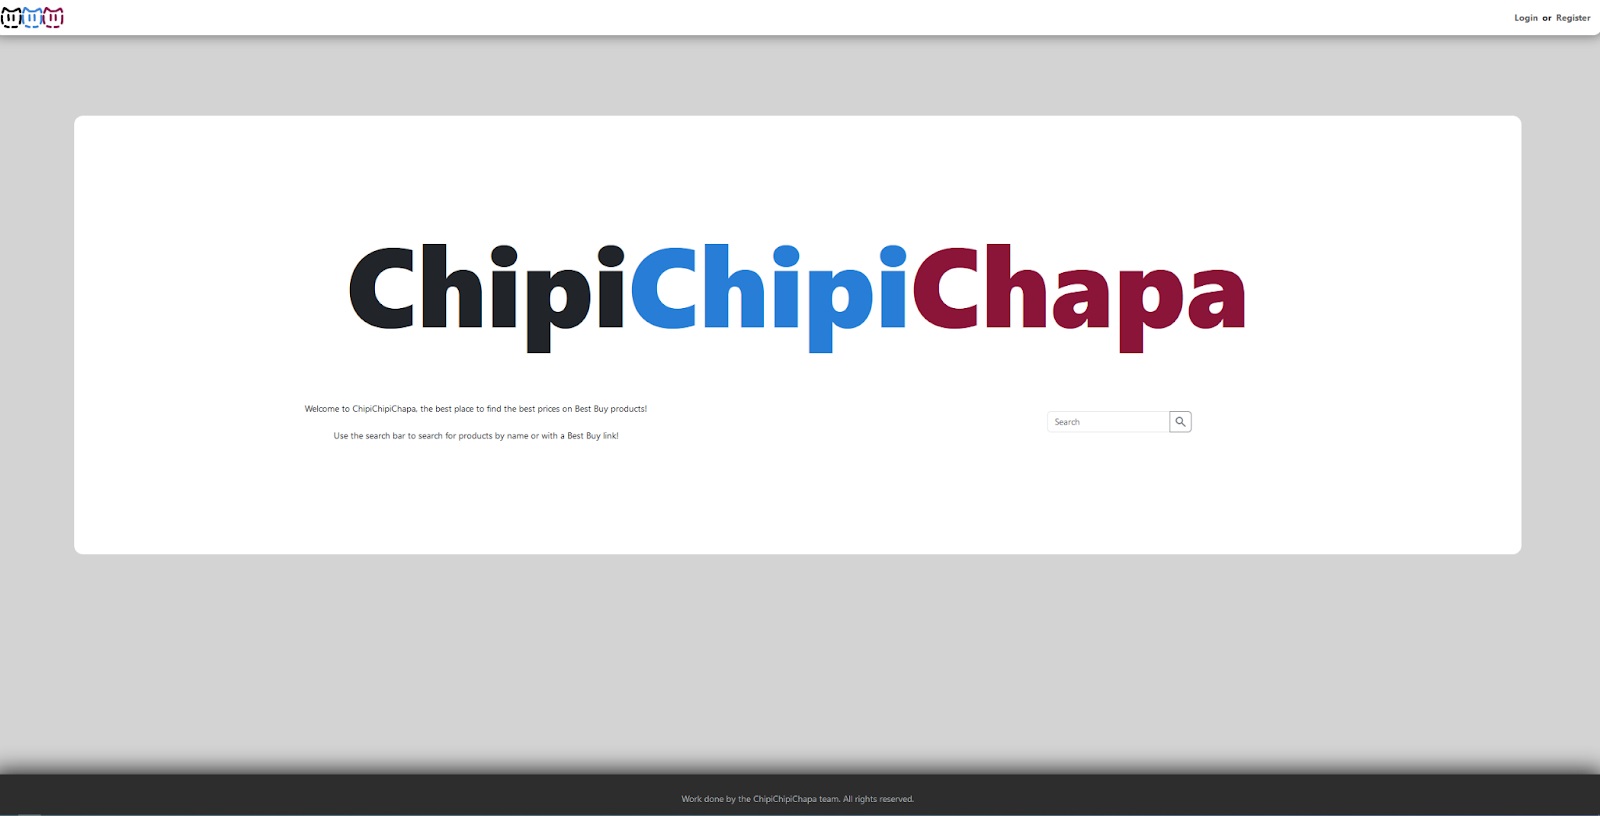 Login or Register
ChipiChipiChapa
Welcome to ChipiChipiChapa, the best place to find the best prices on Best Buy products!
Use the search bar to search for products by name or with a Best Buy link!
Search
Work done by the ChipiChipiChapa team. All rights reserved.